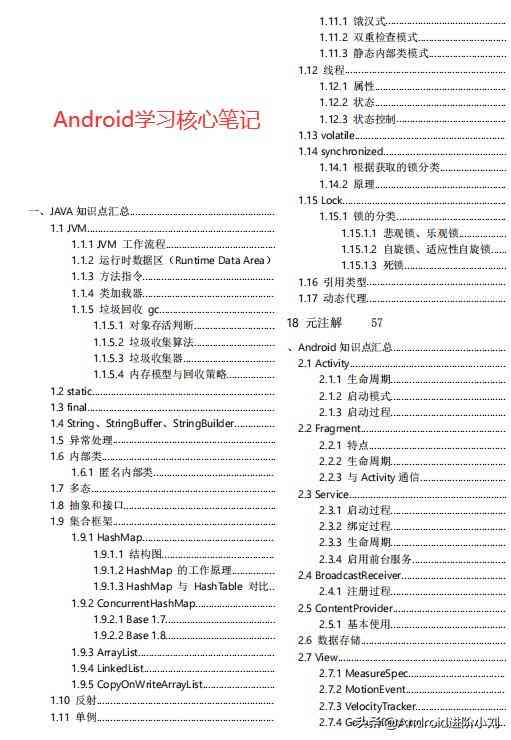 Android学习核心笔记
一、JAVA 知识点汇总
1.1 JVM
1.1.1 JVM 工作流程
1.1.2 运行时数据区（Runtime Data Area）
1.1.3 方法指令
1.1.4 类加载器
1.1.5 垃圾回收 gc
1.1.5.1 对象存活判断
1.1.5.2 垃圾收集算法
1.1.5.3 垃圾收集器
1.1.5.4 内存模型与回收策略
1.2 static
1.3 final
1.4 String、StringBuffer、StringBuilder
1.5 异常处理
1.6 内部类
1.6.1 匿名内部类
1.7 多态
1.8 抽象和接口
1.9 集合框架
1.9.1 HashMap
1.9.1.1 结构图
1.9.1.2 HashMap 的工作原理
1.9.1.3 HashMap 与 HashTable 对比
1.9.2 ConcurrentHashMap
1.9.2.1 Base 1.7
1.9.2.2 Base 1.8
1.9.3 ArrayList
1.9.4 LinkedList
1.9.5 CopyOnWriteArrayList
1.10 反射
1.11 单例
1.11.1 饿汉式
1.11.2 双重检查模式
1.11.3 静态内部类模式
1.12 线程
1.12.1 属性
1.12.2 状态
1.12.3 状态控制
1.13 volatile
1.14 synchronized
1.14.1 根据获取的锁分类
1.14.2 原理
1.15 Lock
1.15.1 锁的分类
1.15.1.1 悲观锁、乐观锁
1.15.1.2 自旋锁、适应性自旋锁
1.15.1.3 死锁
1.16 引用类型
1.17 动态代理
18 元注解 57
、Android 知识点汇总
2.1 Activity
2.1.1 生命周期
2.1.2 启动模式
2.1.3 启动过程
2.2 Fragment
2.2.1 特点
2.2.2 生命周期
2.2.3 与 Activity 通信
2.3 Service
2.3.1 启动过程
2.3.2 绑定过程
2.3.3 生命周期
2.3.4 启用前台服务
2.4 BroadcastReceiver
2.4.1 注册过程
2.5 ContentProvider
2.5.1 基本使用
2.6 数据存储
2.7 View
2.7.1 MeasureSpec
2.7.2 MotionEvent
2.7.3 VelocityTracker
2.7.4
头条 @Android进阶小刘